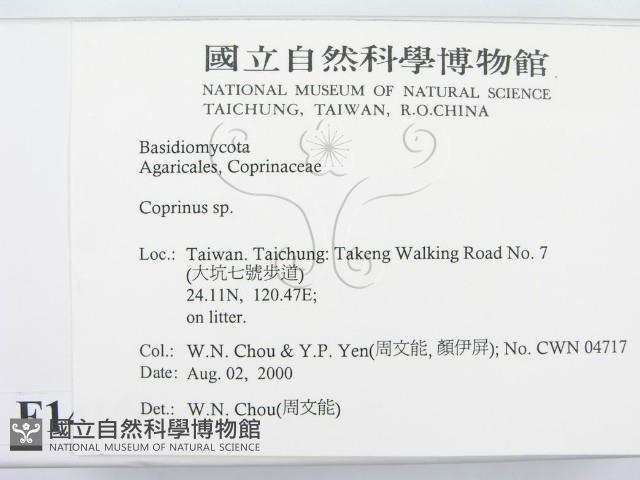 國立自然科學博物館
NATIONAL MUSEUM OF NATURAL SCIENCE
TAICHUNG, TAIWAN, R.O.CHINA
Basidiomycota
Agaricales, Coprinaceae
Coprinus sp.
Loc.: Taiwan. Taichung: Takeng Walking Road No. 7
(大坑七號步道)
24.11N, 120.47E;
on litter.
Col.: W.N. Chou & Y.P. Yen(周文能, 顏伊屏); No. CWN 04717
Date: Aug. 02, 2000
Det.: W.N. Chou(周文能)
國立自然科學博物館
NATIONAL MUSEUM OF NATURAL SCIENCE